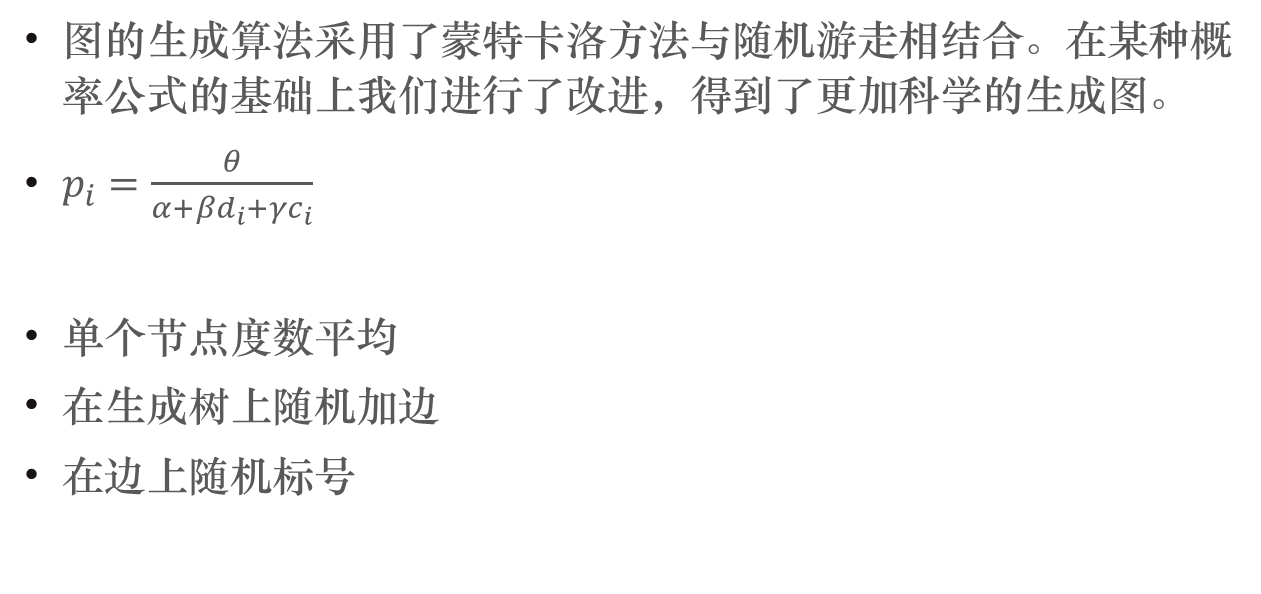 • 图的生成算法采用了蒙特卡洛方法与随机游走相结合。在某种概
率公式的基础上我们进行了改进，得到了更加科学的生成图。
• p_i = θ / (α+βd_i+γc_i)
• 单个节点度数平均
• 在生成树上随机加边
• 在边上随机标号